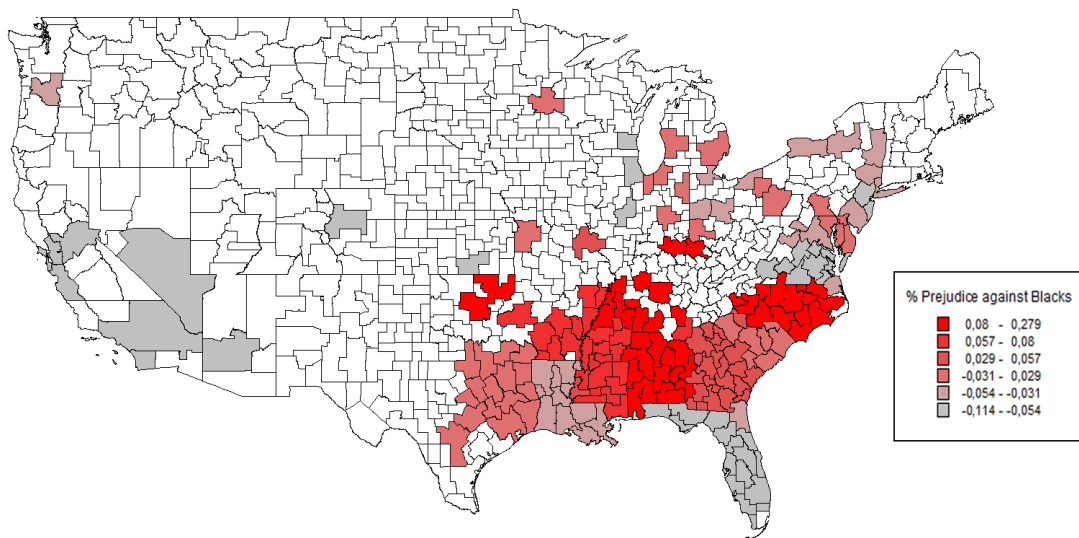 % Prejudice against Blacks
0,08 - 0,279
0,057 - 0,08
0,029 - 0,057
-0,031 - 0,029
-0,054 - -0,031
-0,114 - -0,054